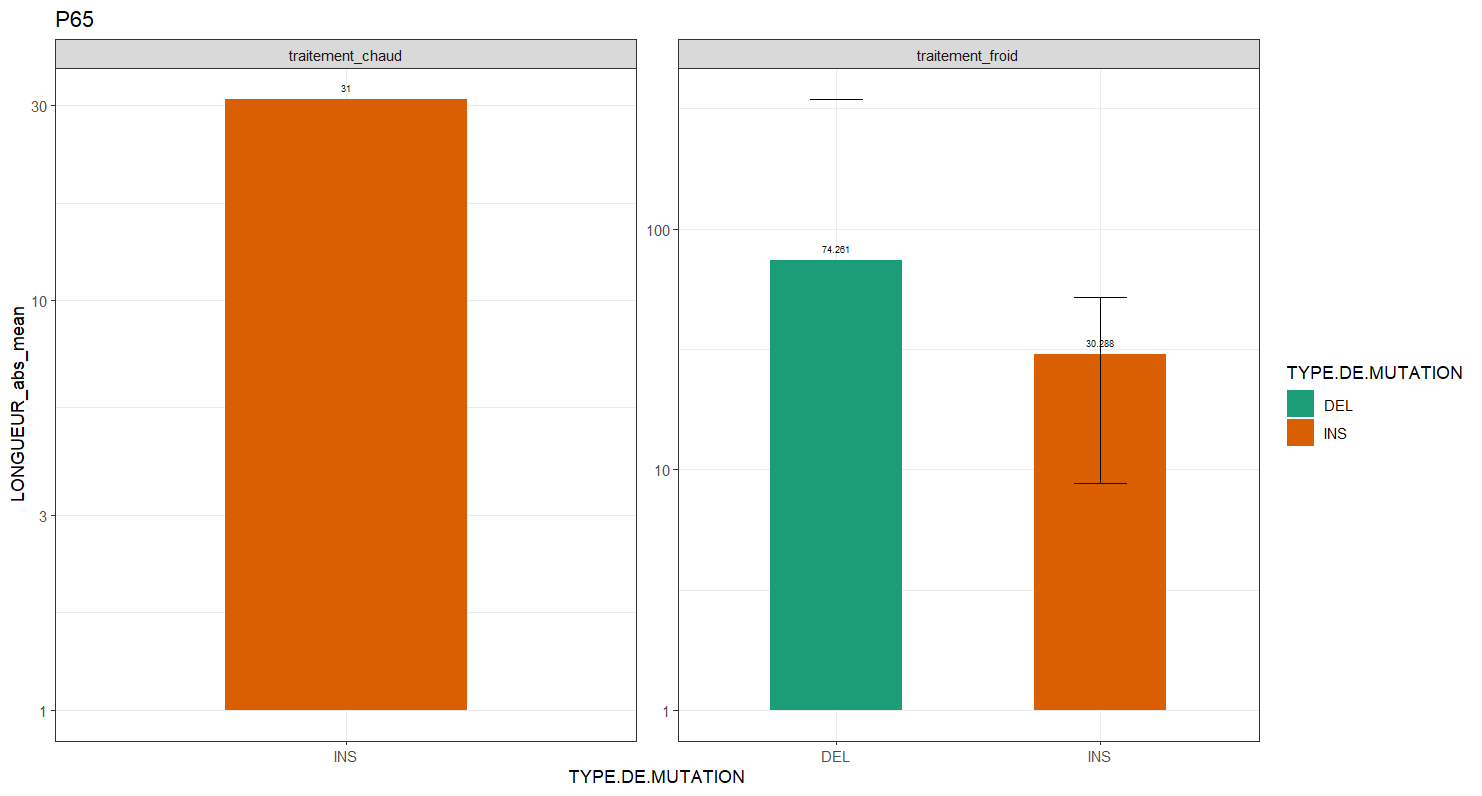 P65
traitement_chaud
traitement_froid
LONGUEUR_abs_mean
30
10
3
1
31
INS
100
10
1
74.261
30.288
DEL
INS
TYPE.DE.MUTATION
TYPE.DE.MUTATION
DEL
INS